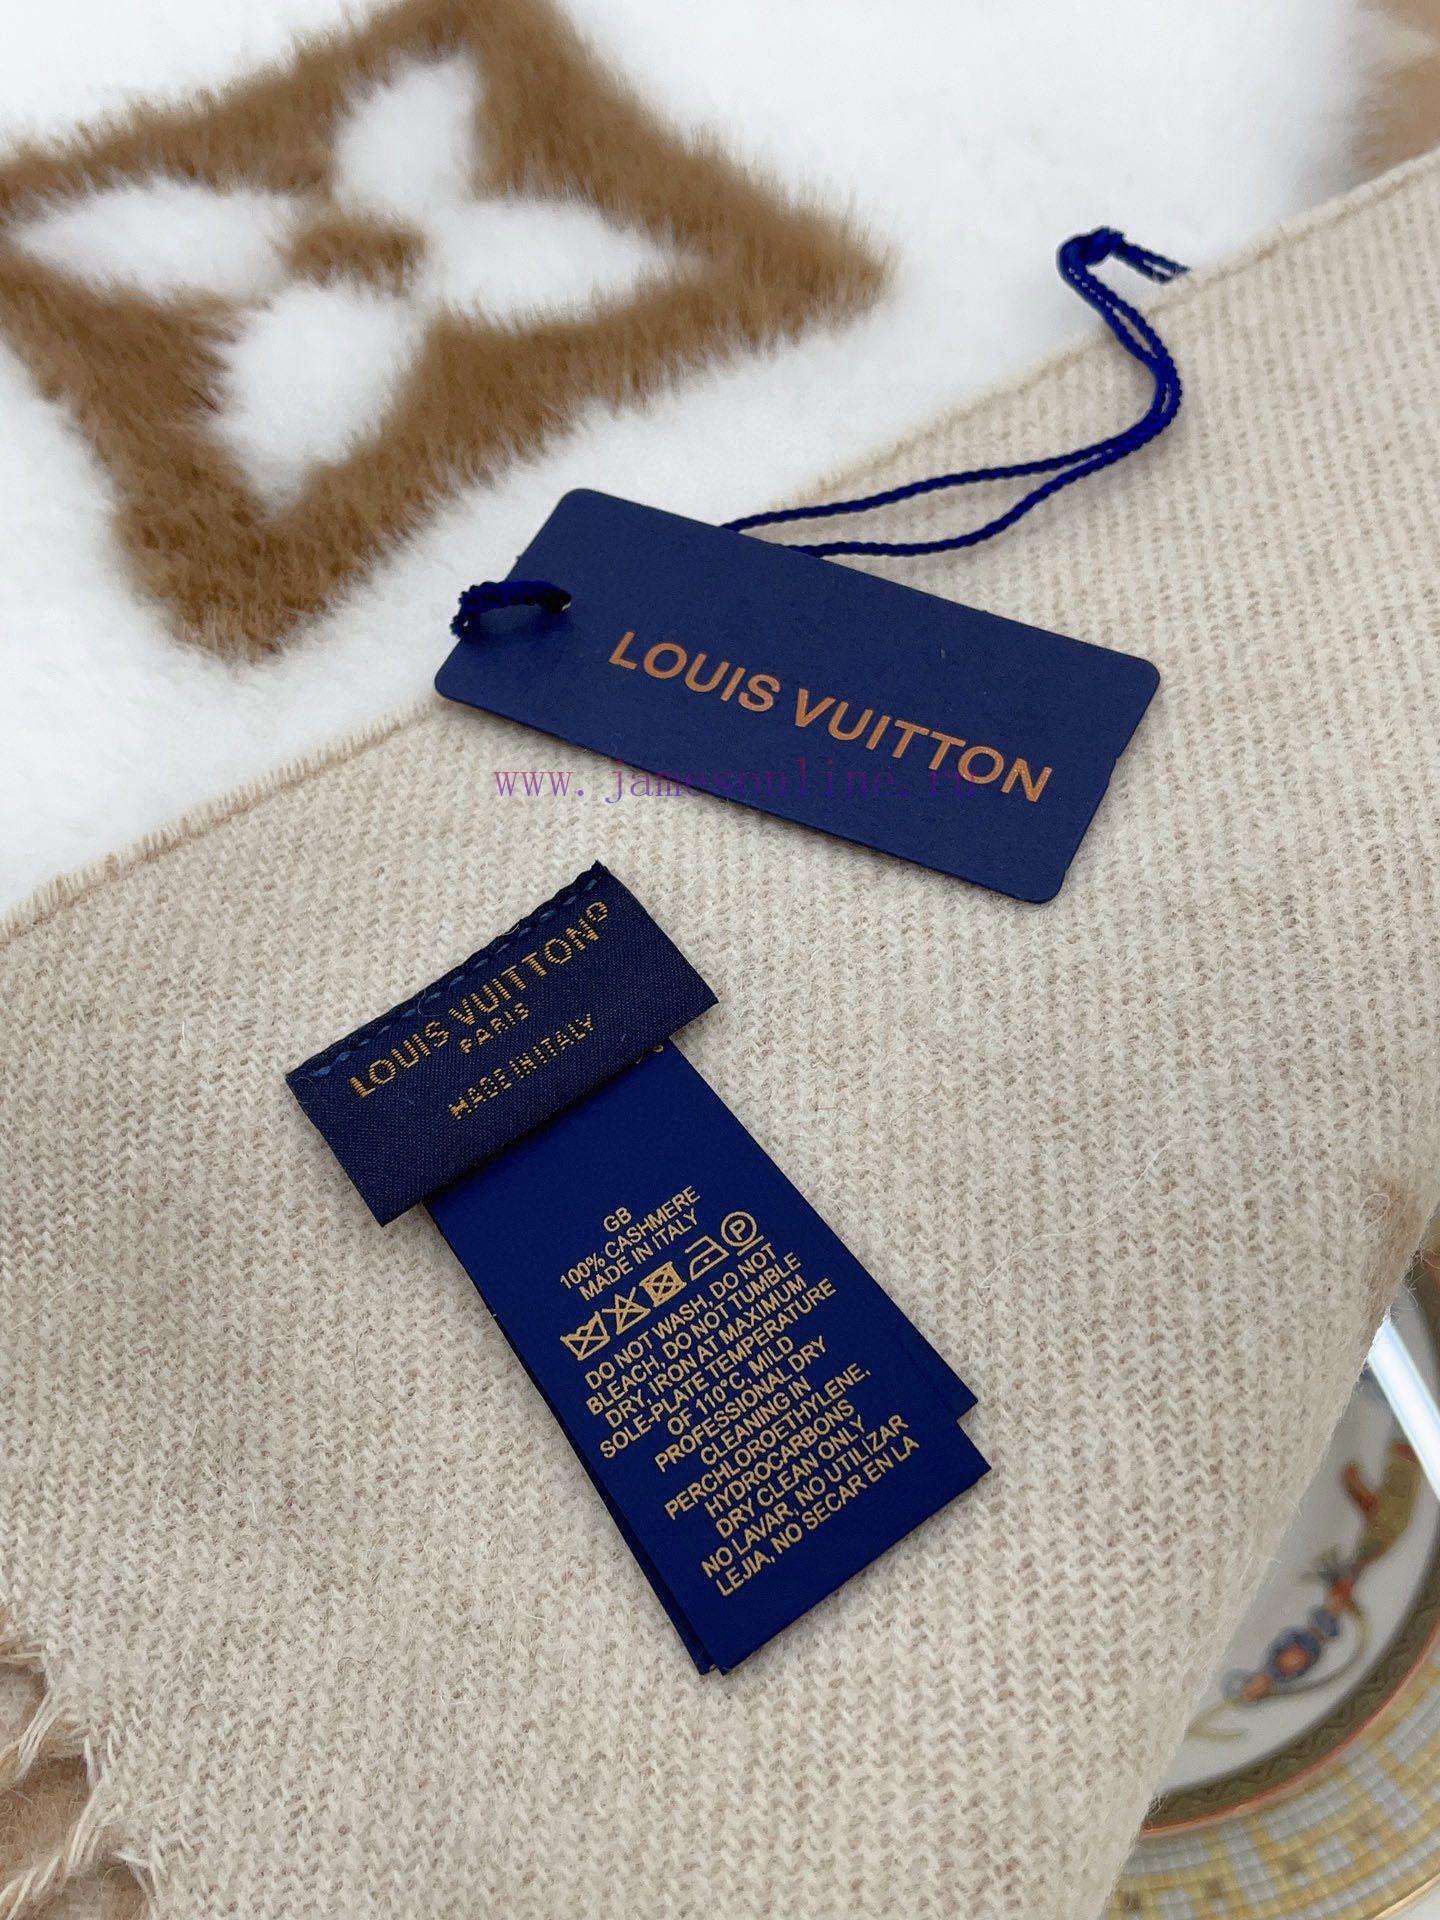 LOUIS VUITTON
www.jamesonline.ru
LOUIS VUITTON®
PARIS
MADE IN ITALY
GB
100% CASHMERE
MADE IN ITALY
P
DO NOT WASH, DO NOT
BLEACH, DO NOT TUMBLE
DRY, IRON AT MAXIMUM
SOLE-PLATE TEMPERATURE
OF 110°C, MILD
PROFESSIONAL DRY
CLEANING IN
PERCHLOROETHYLENE,
HYDROCARBONS
DRY CLEAN ONLY
NO LAVAR, NO UTILIZAR
LEJIA, NO SECAR EN LA